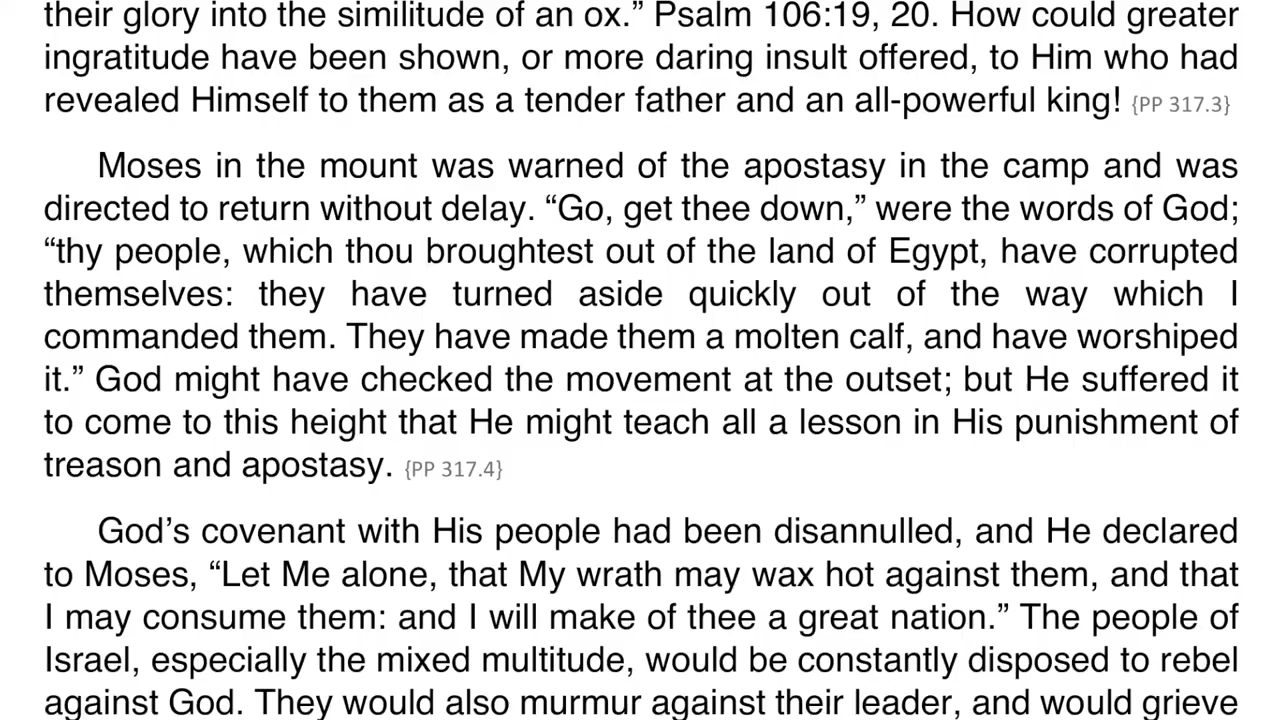 their glory into the similitude of an ox.” Psalm 106:19, 20. How could greater
ingratitude have been shown, or more daring insult offered, to Him who had
revealed Himself to them as a tender father and an all-powerful king! {PP 317.3}
Moses in the mount was warned of the apostasy in the camp and was
directed to return without delay. “Go, get thee down,” were the words of God;
“thy people, which thou broughtest out of the land of Egypt, have corrupted
themselves: they have turned aside quickly out of the way which I
commanded them. They have made them a molten calf, and have worshiped
it.” God might have checked the movement at the outset; but He suffered it
to come to this height that He might teach all a lesson in His punishment of
treason and apostasy. {PP 317.4}
God’s covenant with His people had been disannulled, and He declared
to Moses, “Let Me alone, that My wrath may wax hot against them, and that
I may consume them: and I will make of thee a great nation.” The people of
Israel, especially the mixed multitude, would be constantly disposed to rebel
against God. They would also murmur against their leader, and would grieve